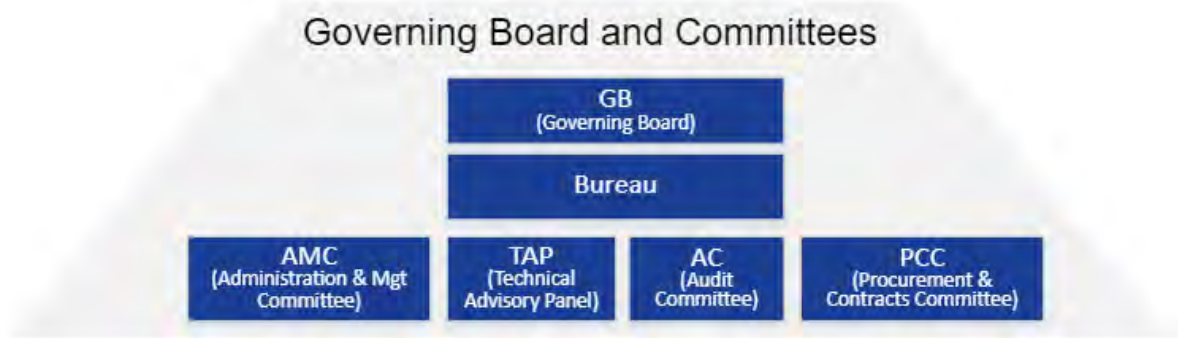 Governing Board and Committees
GB
(Governing Board)
Bureau
AMC
(Administration & Mgt
Committee)
TAP
(Technical
Advisory Panel)
AC
(Audit
Committee)
PCC
(Procurement &
Contracts Committee)